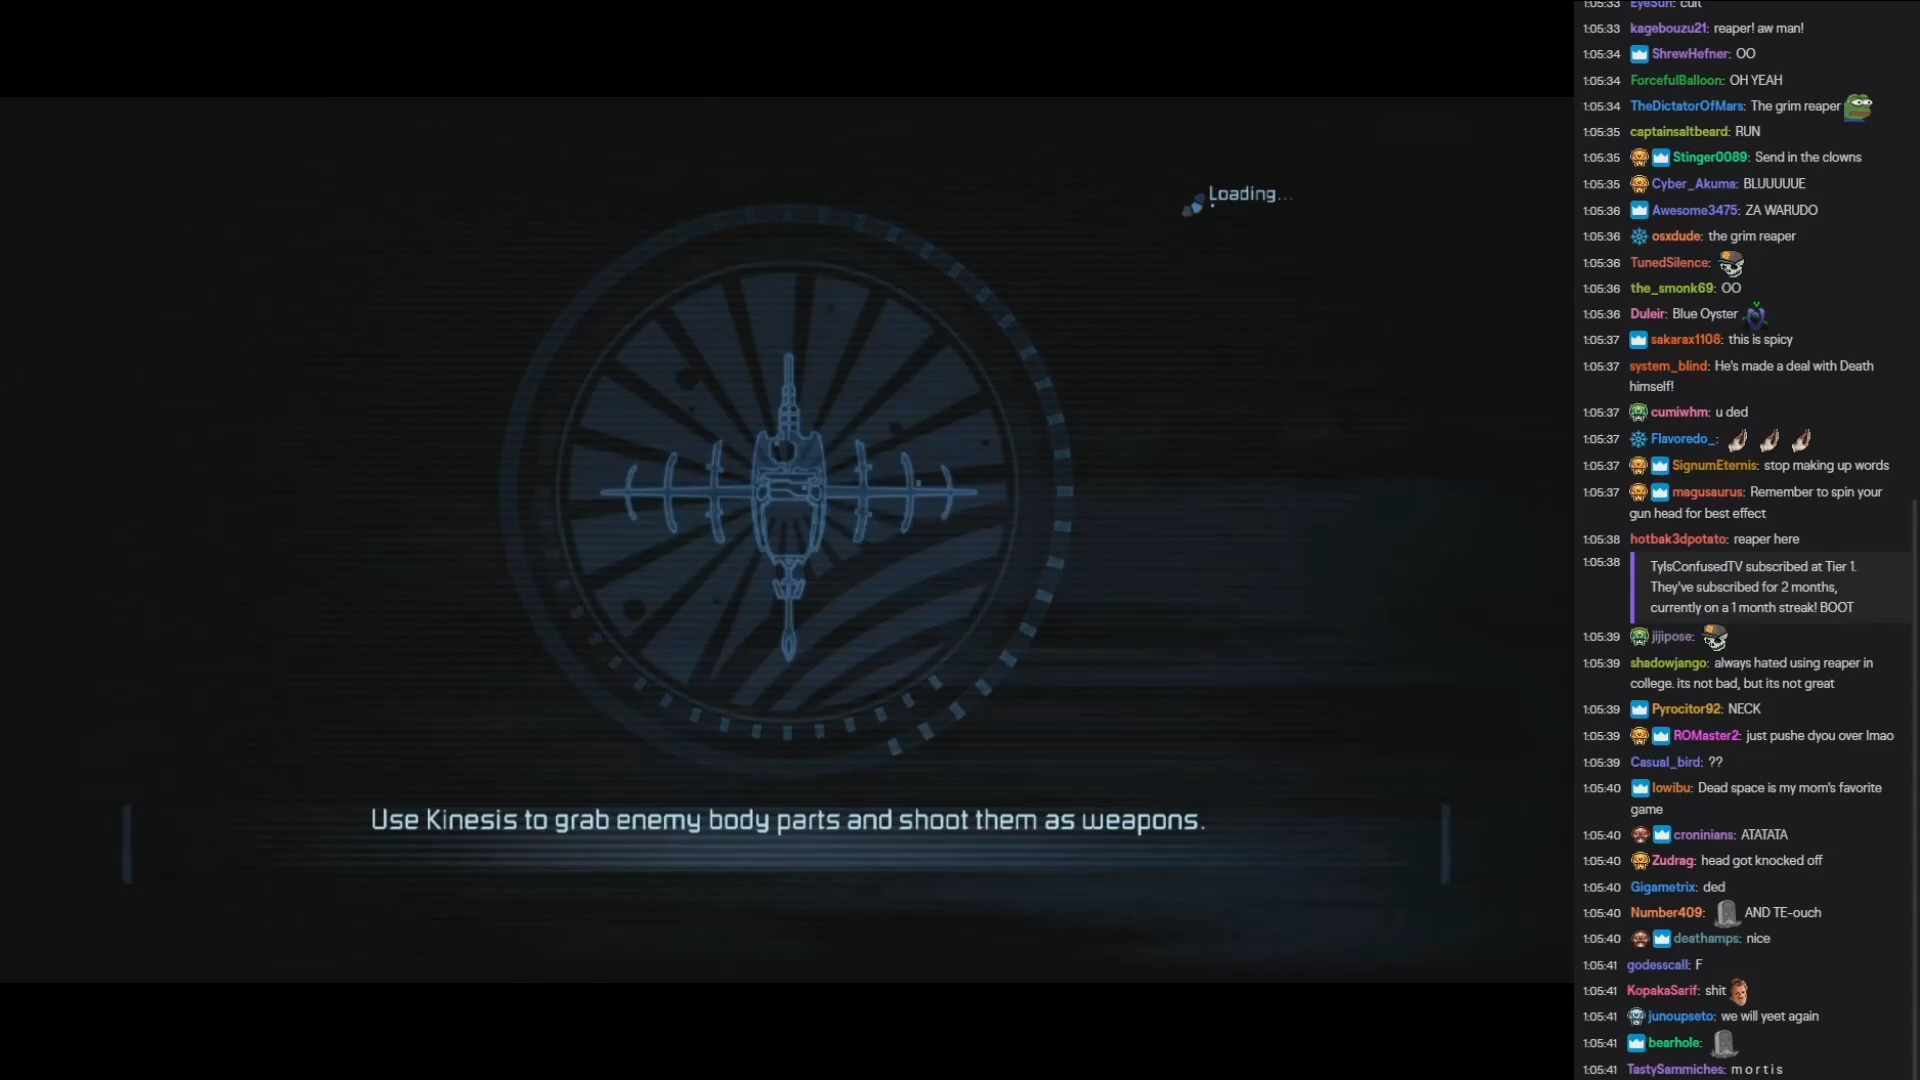 Loading...
Use Kinesis to grab enemy body parts and shoot them as weapons.
1:05:33 EyeSun: cult
1:05:33 kagebouzu21: reaper! aw man!
1:05:34 ShrewHefner: OO
1:05:34 ForcefulBalloon: OH YEAH
1:05:34 TheDictatorOfMars: The grim reaper
1:05:35 captainsaltbeard: RUN
1:05:35 Stinger0089: Send in the clowns
1:05:35 Cyber_Akuma: BLUUUUUE
1:05:36 Awesome3475: ZA WARUDO
1:05:36 osxdude: the grim reaper
1:05:36 TunedSilence:
1:05:36 the_smonk69: OO
1:05:36 Duleir: Blue Oyster
1:05:37 sakarax1108: this is spicy
1:05:37 system_blind: He's made a deal with Death
himself!
1:05:37 cumiwhm: u ded
1:05:37 Flavoredo_:
1:05:37 SignumEternis: stop making up words
1:05:37 magusaurus: Remember to spin your
gun head for best effect
1:05:38 hotbak3dpotato: reaper here
1:05:38 TylsConfusedTV subscribed at Tier 1.
They've subscribed for 2 months,
currently on a 1 month streak! BOOT
1:05:39 jijipose:
1:05:39 shadowjango: always hated using reaper in
college. its not bad, but its not great
1:05:39 Pyrocitor92: NECK
1:05:39 ROMaster2: just pushe dyou over lmao
1:05:39 Casual_bird: ??
1:05:40 lowibu: Dead space is my mom's favorite
game
1:05:40 croninians: ATATATA
1:05:40 Zudrag: head got knocked off
1:05:40 Gigametrix: ded
1:05:40 Number409: AND TE-ouch
1:05:40 deathamps: nice
1:05:41 godesscall: F
1:05:41 KopakaSarif: shit
1:05:41 junoupseto: we will yeet again
1:05:41 bearhole:
1:05:41 TastySammiches: m o r t i s